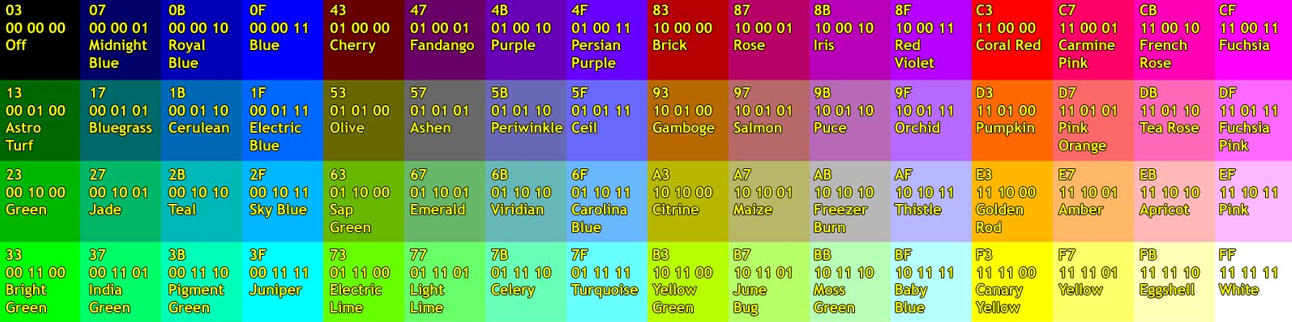 03 07 0B 0F 43 47 4B 4F 83 87 8B 8F C3 C7 CB CF
00 00 00 00 00 01 00 00 10 00 00 11 01 00 00 01 00 01 01 00 10 01 00 11 10 00 00 10 00 01 10 00 10 10 00 11 11 00 00 11 00 01 11 00 10 11 00 11
Off Midnight Royal Blue Cherry Fandango Purple Persian Brick Rose Iris Red Coral Red Carmine French Fuchsia
Blue Blue Purple Violet Pink Rose
13 17 1B 1F 53 57 5B 5F 93 97 9B 9F D3 D7 DB DF
00 01 00 00 01 01 00 01 10 00 01 11 01 01 00 01 01 01 01 01 10 01 01 11 10 01 00 10 01 01 10 01 10 10 01 11 11 01 00 11 01 01 11 01 10 11 01 11
Astro Bluegrass Cerulean Electric Olive Ashen Periwinkle Ceil Gamboge Salmon Puce Orchid Pumpkin Pink Tea Rose Fuchsia
Turf Blue Orange Pink
23 27 2B 2F 63 67 6B 6F A3 A7 AB AF E3 E7 EB EF
00 10 00 00 10 01 00 10 10 00 10 11 01 10 00 01 10 01 01 10 10 01 10 11 10 10 00 10 10 01 10 10 10 10 10 11 11 10 00 11 10 01 11 10 10 11 10 11
Green Jade Teal Sky Blue Sap Emerald Viridian Carolina Citrine Maize Freezer Thistle Golden Amber Apricot Pink
Green Blue Burn Rod
33 37 3B 3F 73 77 7B 7F B3 B7 BB BF F3 F7 FB FF
00 11 00 00 11 01 00 11 10 00 11 11 01 11 00 01 11 01 01 11 10 01 11 11 10 11 00 10 11 01 10 11 10 10 11 11 11 11 00 11 11 01 11 11 10 11 11 11
Bright India Pigment Juniper Electric Light Celery Turquoise Yellow June Moss Baby Canary Yellow Eggshell White
Green Green Green Lime Lime Green Bug Green Blue Yellow